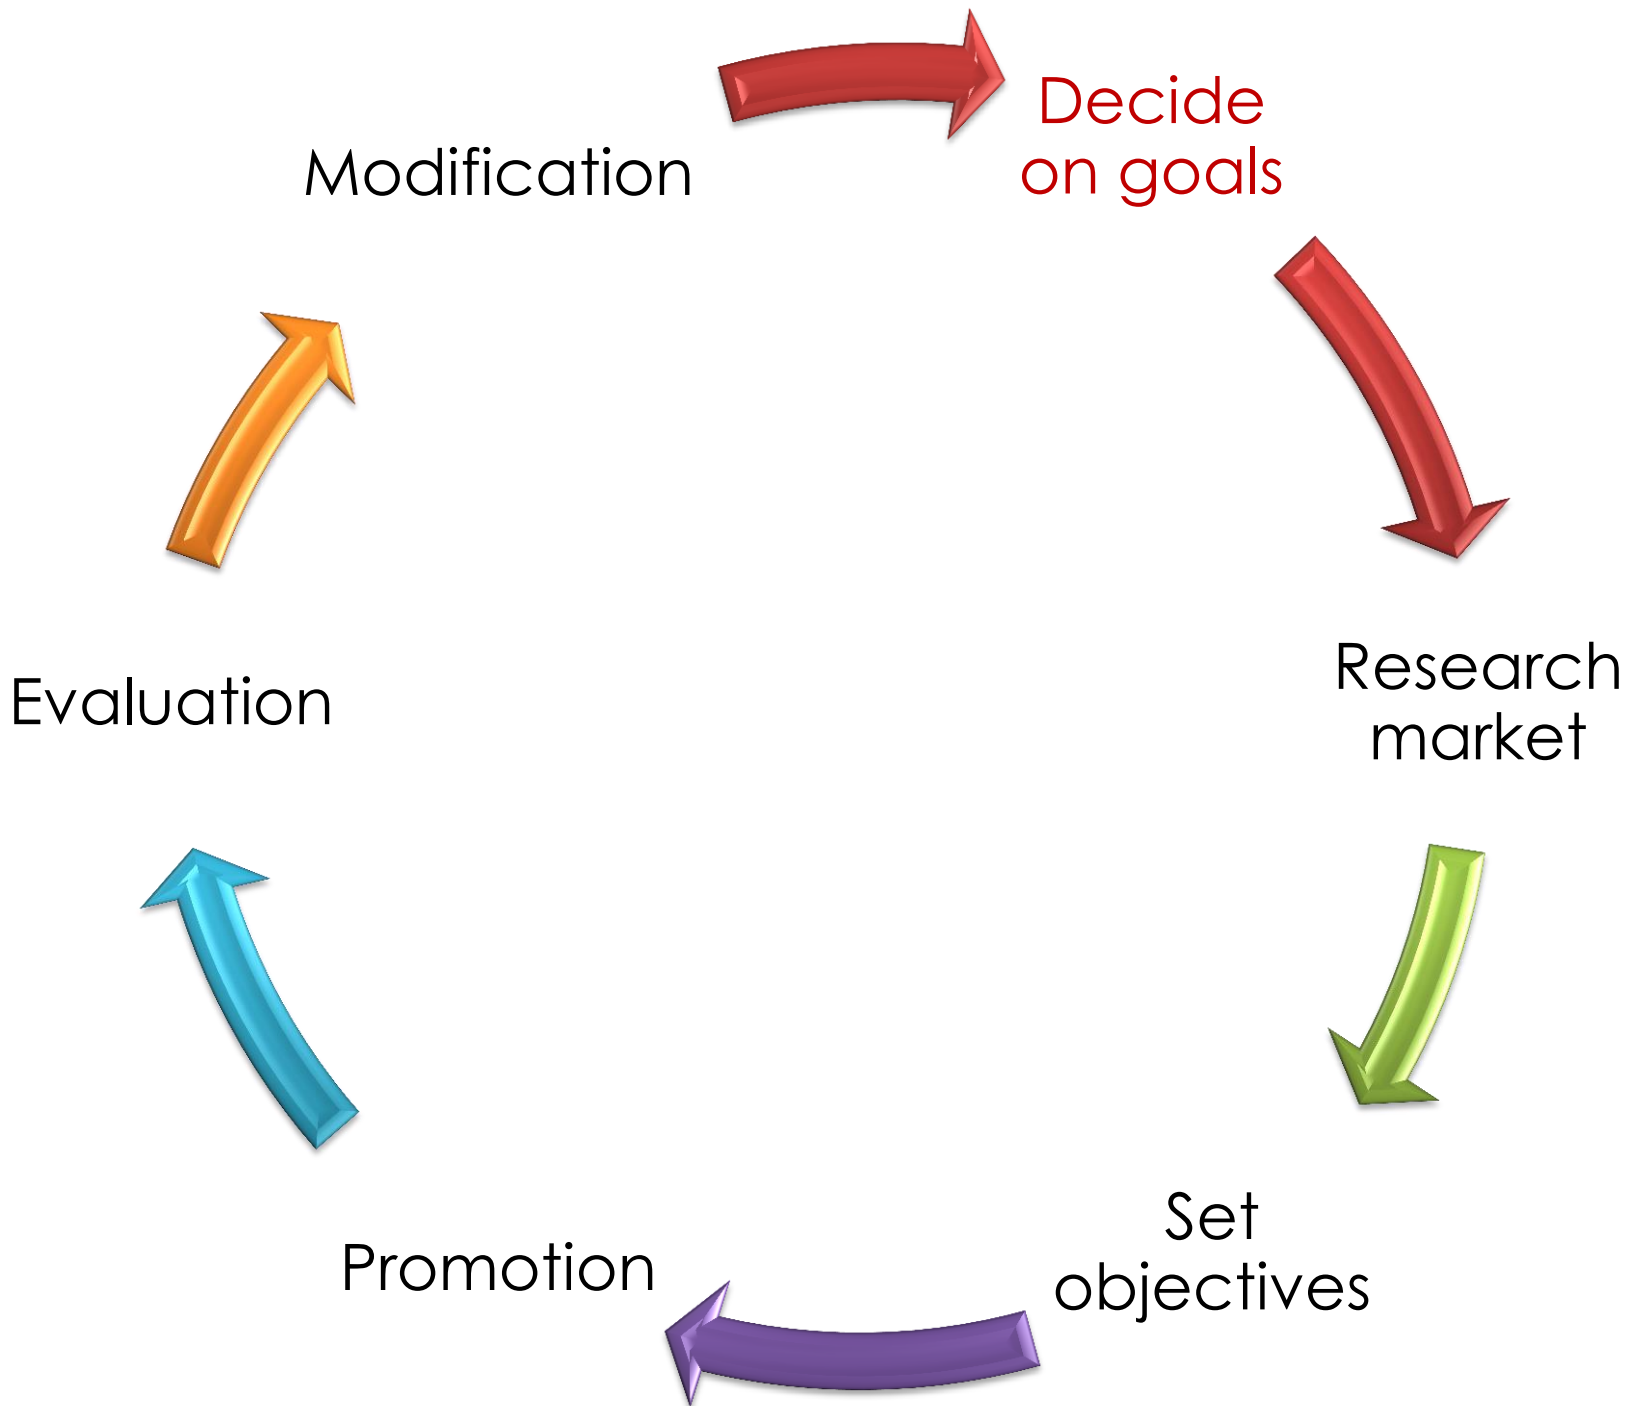 Decide
on goals
Modification
Research
market
Evaluation
Set
objectives
Promotion